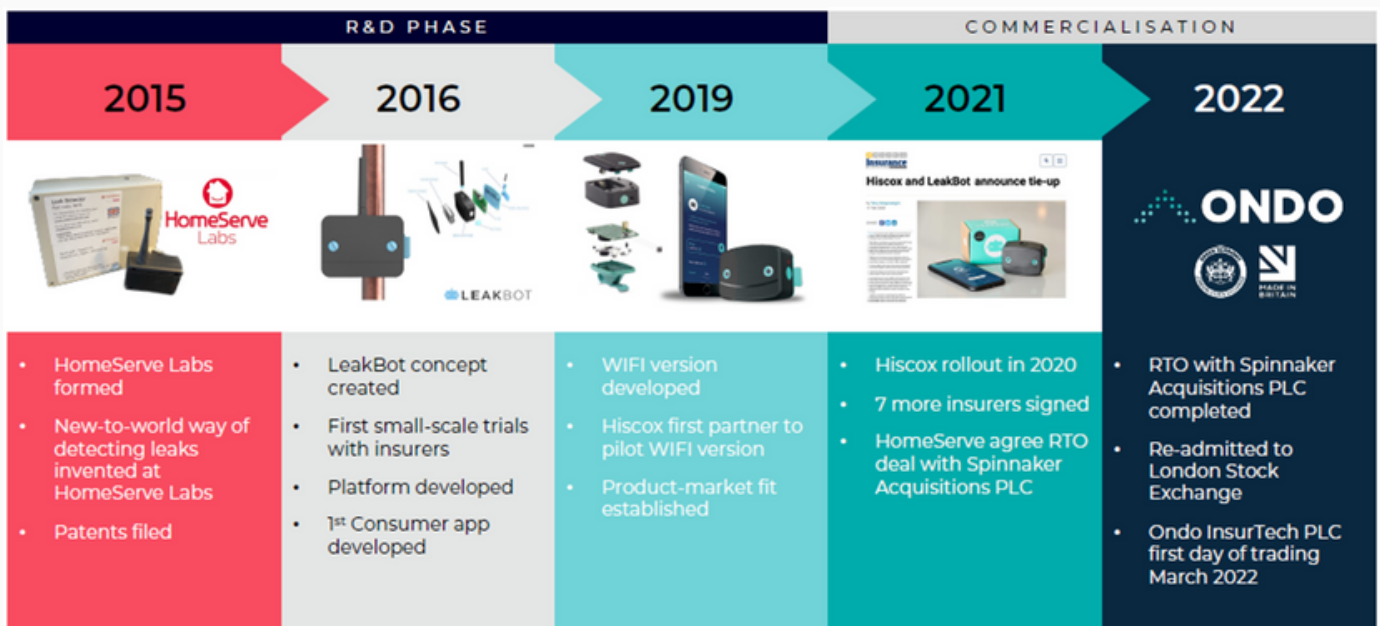 R&D PHASE
COMMERCIALISATION
2015
2016
2019
2021
2022
Leak Detector
HomeServe
Labs
LEAKBOT
Insurance
Hiscox and LeakBot announce tie-up
ONDO
MADE IN
BRITAIN
• HomeServe Labs
formed
• New-to-world way of
detecting leaks
invented at
HomeServe Labs
• Patents filed
• LeakBot concept
created
• First small-scale trials
with insurers
• Platform developed
• 1st Consumer app
developed
• WIFI version
developed
• Hiscox first partner to
pilot WIFI version
• Product-market fit
established
• Hiscox rollout in 2020
• 7 more insurers signed
• HomeServe agree RTO
deal with Spinnaker
Acquisitions PLC
• RTO with Spinnaker
Acquisitions PLC
completed
• Re-admitted to
London Stock
Exchange
• Ondo InsurTech PLC
first day of trading
March 2022